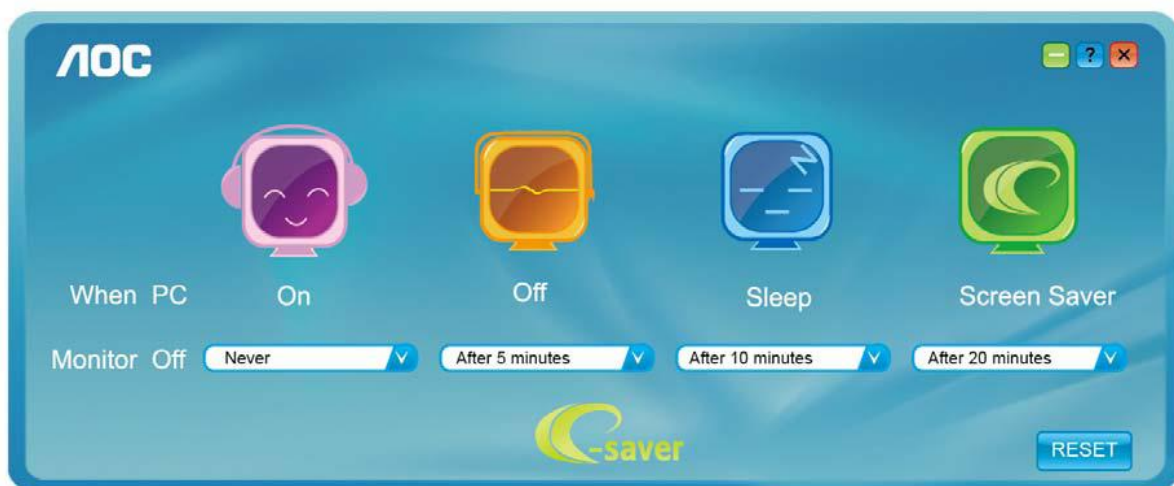 AOC
?
When PC On Off Sleep Screen Saver
Monitor Off Never After 5 minutes After 10 minutes After 20 minutes
e-saver
RESET